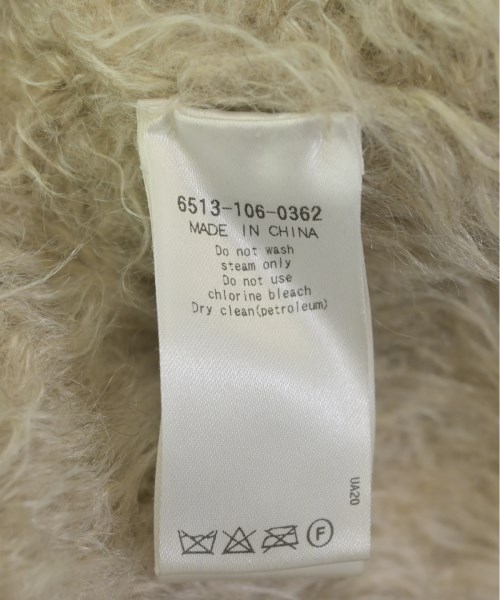 6513-106-0362
MADE IN CHINA
Do not wash
steam only
Do not use
chlorine bleach
Dry clean(petroleum)
UA20
F